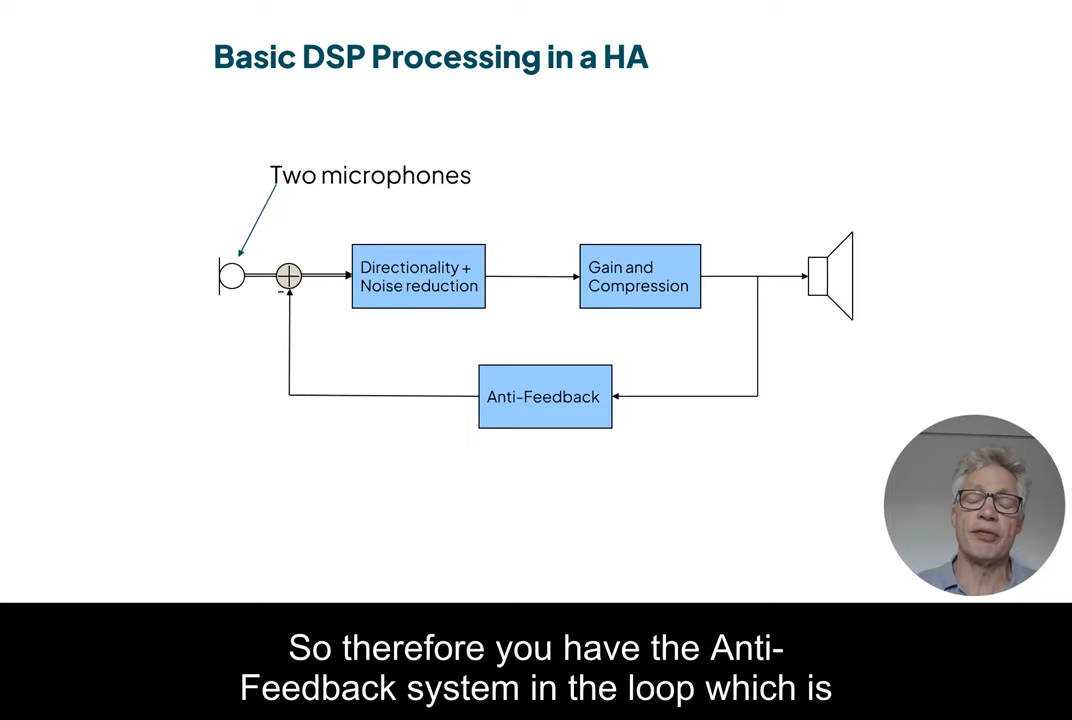 Basic DSP Processing in a HA
Two microphones
Directionality +
Noise reduction
Gain and
Compression
-
Anti-Feedback
So therefore you have the Anti-
Feedback system in the loop which is